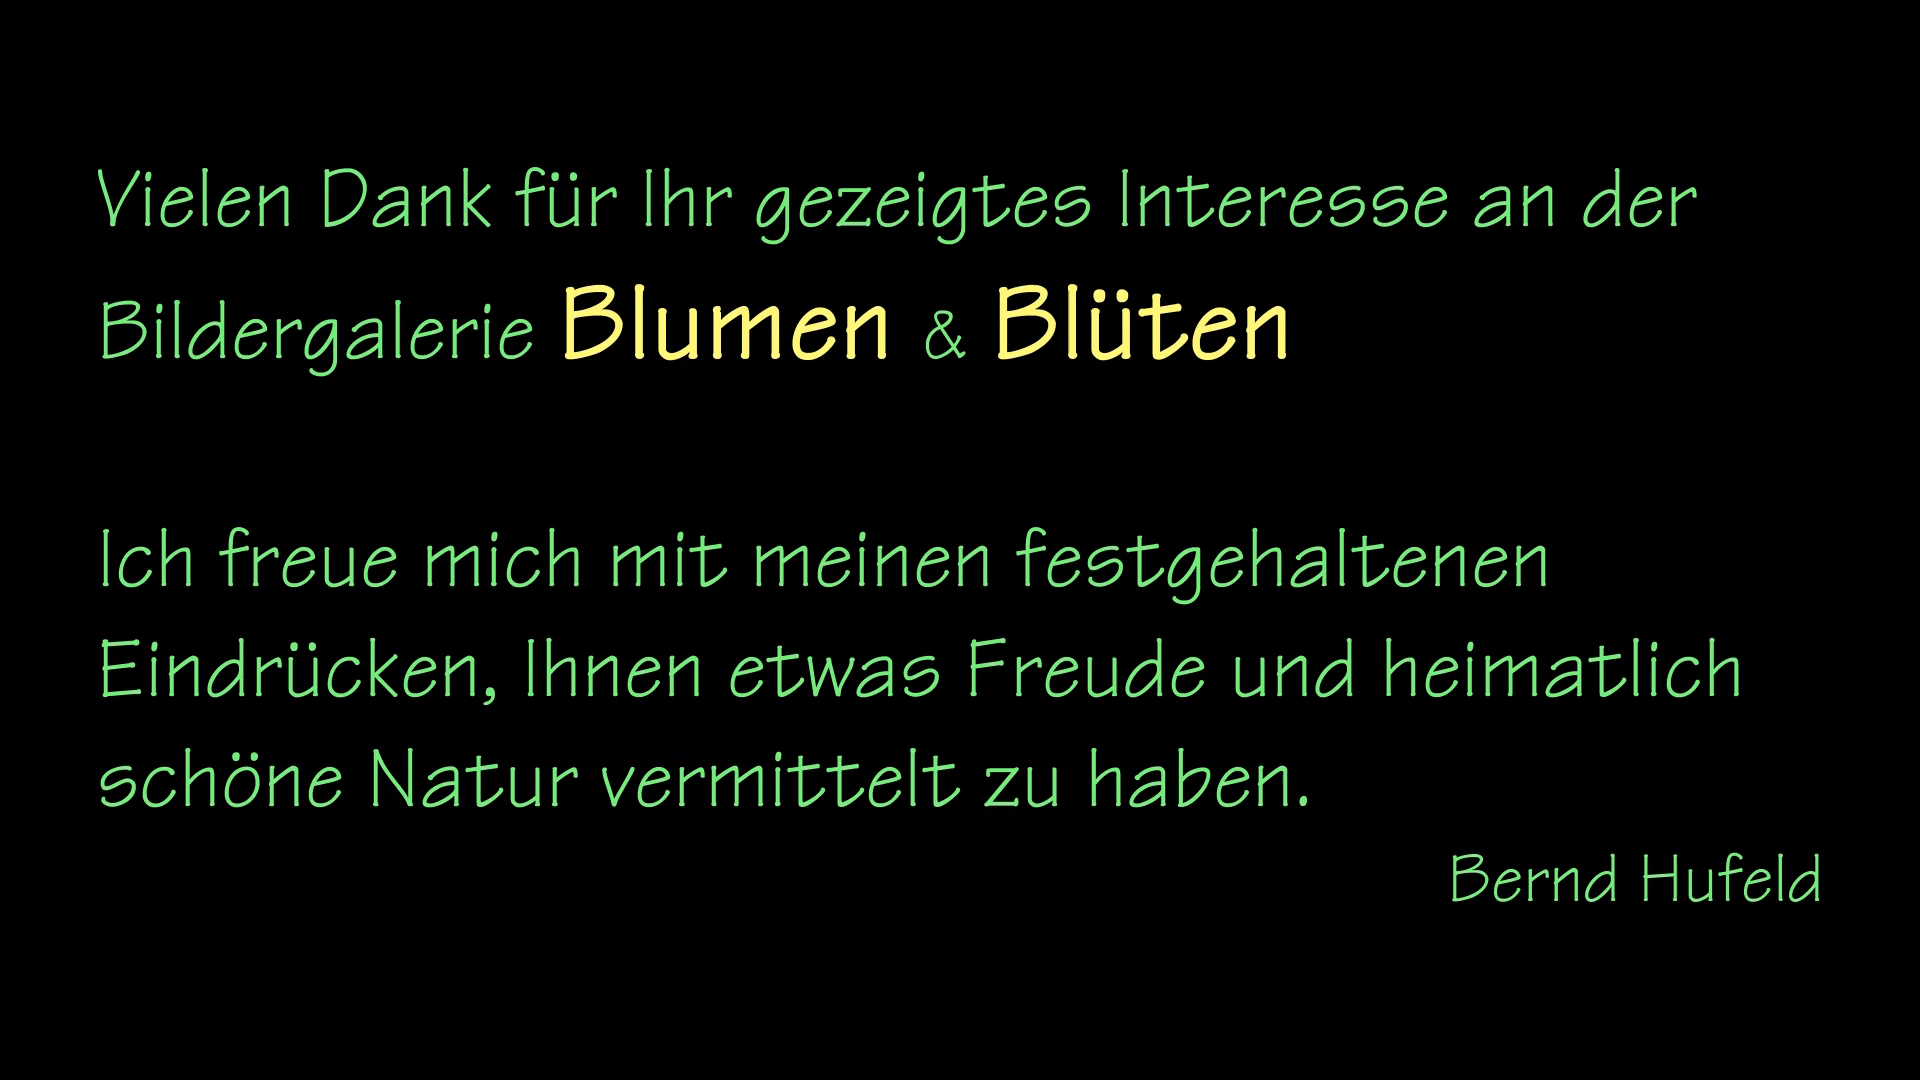 Vielen Dank für Ihr gezeigtes Interesse an der
Bildergalerie Blumen & Blüten
Ich freue mich mit meinen festgehaltenen
Eindrücken, Ihnen etwas Freude und heimatlich
schöne Natur vermittelt zu haben.
Bernd Hufeld